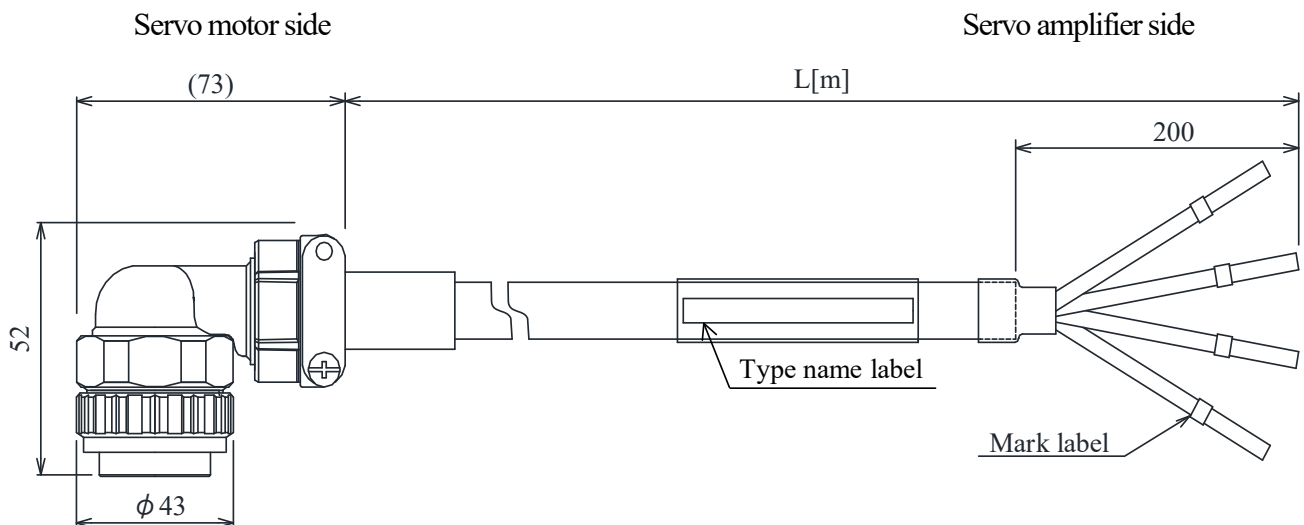 Servo motor side
Servo amplifier side
(73)
L[m]
200
52
Type name label
Mark label
ϕ43